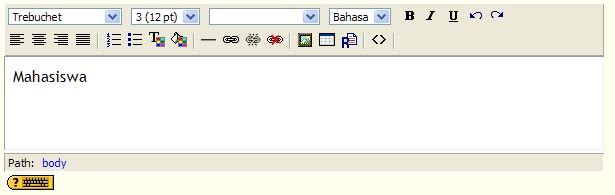 Trebuchet 3 (12 pt) Bahasa B I U
Mahasiswa
Path: body
?